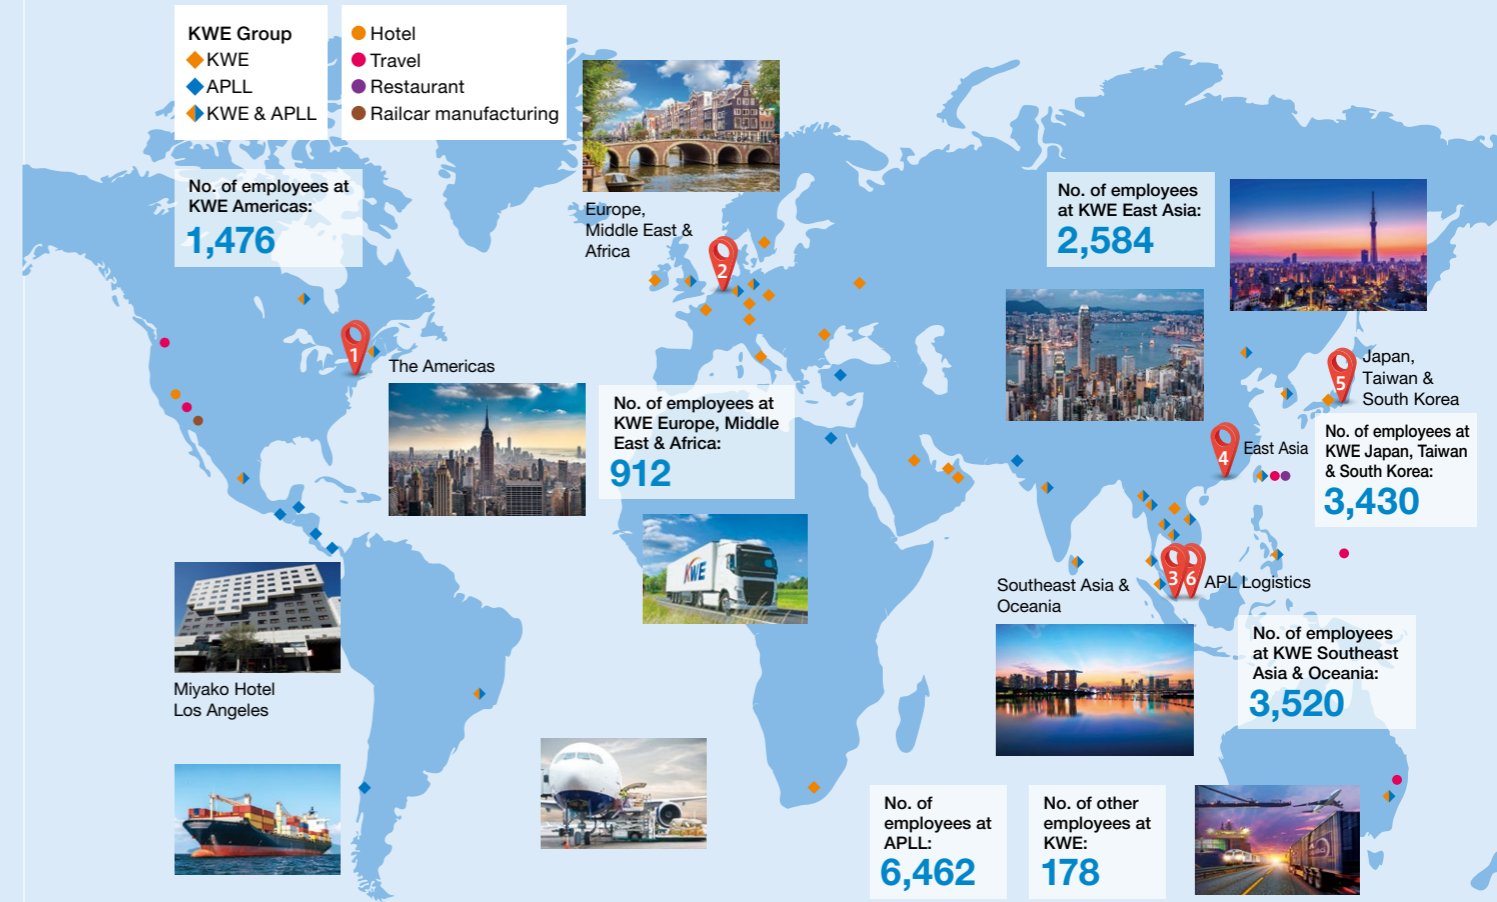 KWE Group
KWE
APLL
KWE & APLL
Hotel
Travel
Restaurant
Railcar manufacturing
No. of employees at
KWE Americas:
1,476
Europe,
Middle East &
Africa
2
No. of employees
at KWE East Asia:
2,584
1
The Americas
No. of employees at
KWE Europe, Middle
East & Africa:
912
5
Japan,
Taiwan &
South Korea
4
East Asia
No. of employees at
KWE Japan, Taiwan
& South Korea:
3,430
KWE
3
6
APL Logistics
Southeast Asia &
Oceania
No. of employees
at KWE Southeast
Asia & Oceania:
3,520
Miyako Hotel
Los Angeles
No. of
employees at
APLL:
6,462
No. of other
employees at
KWE:
178